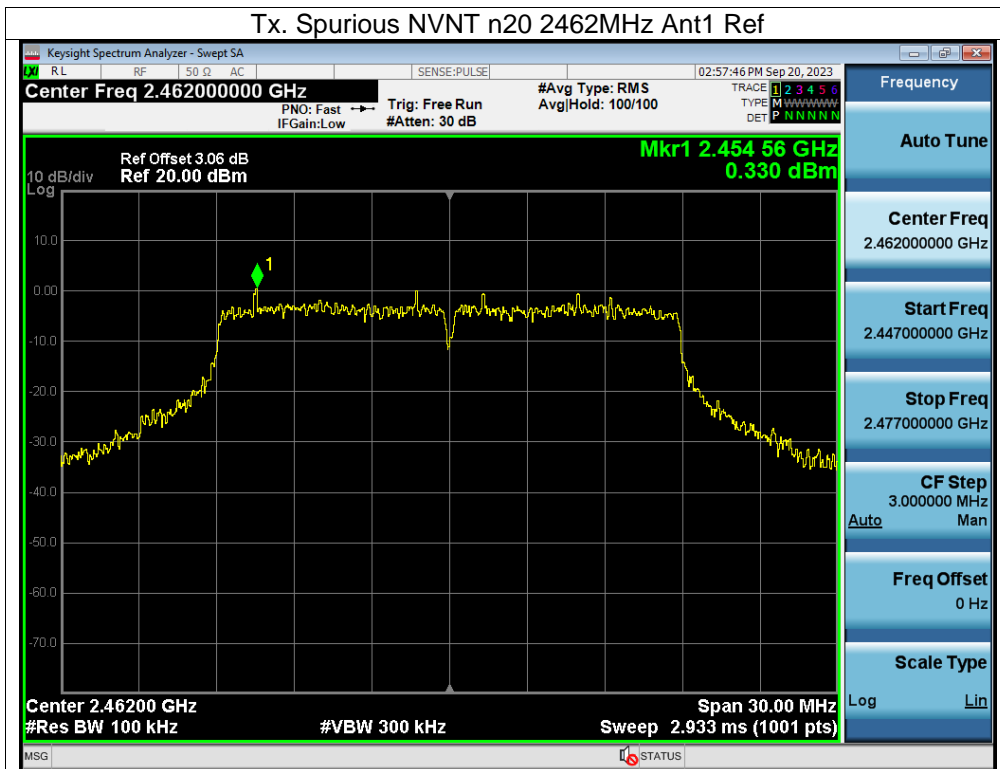 Tx. Spurious NVNT n20 2462MHz Ant1 Ref
Keysight Spectrum Analyzer - Swept SA
LXI RL RF 50 Ω AC SENSE:PULSE 02:57:46 PM Sep 20, 2023
Center Freq 2.462000000 GHz #Avg Type: RMS TRACE 1 2 3 4 5 6
PNO: Fast Trig: Free Run Avg|Hold: 100/100 TYPE M WWWWW
IFGain:Low #Atten: 30 dB DET P N N N N N
Mkr1 2.454 56 GHz
0.330 dBm
Ref Offset 3.06 dB
10 dB/div Ref 20.00 dBm
Log
10.0
1
0.00
-10.0
-20.0
-30.0
-40.0
-50.0
-60.0
-70.0
Center 2.46200 GHz Span 30.00 MHz
#Res BW 100 kHz #VBW 300 kHz Sweep 2.933 ms (1001 pts)
MSG STATUS
Frequency
Auto Tune
Center Freq
2.462000000 GHz
Start Freq
2.447000000 GHz
Stop Freq
2.477000000 GHz
CF Step
3.000000 MHz
Auto Man
Freq Offset
0 Hz
Scale Type
Log Lin